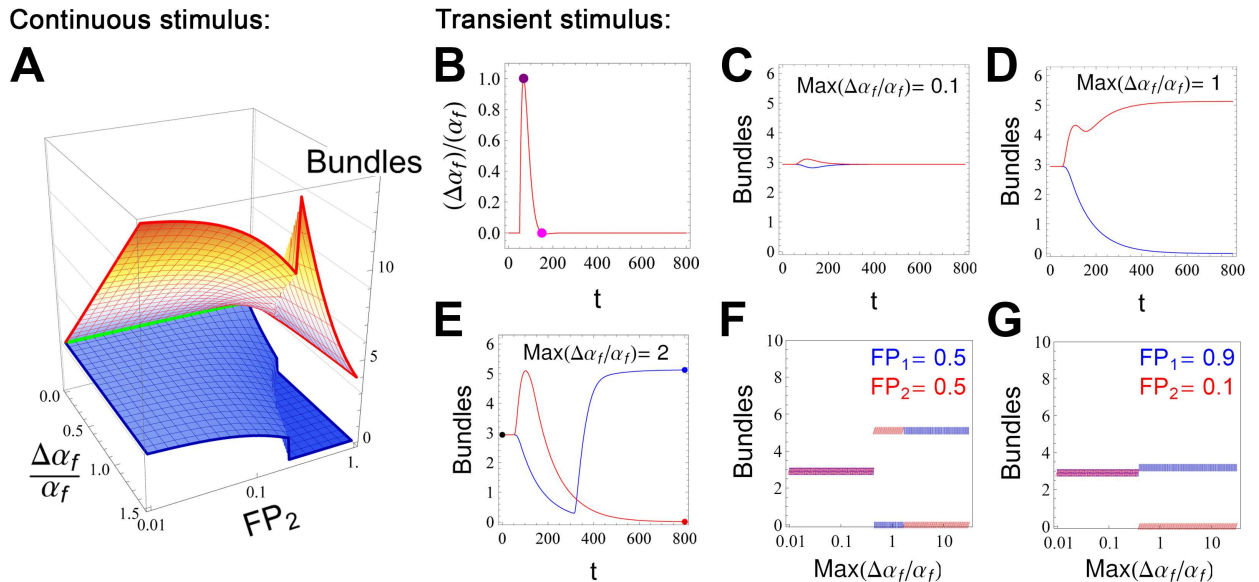 Continuous stimulus:
Transient stimulus:
A
Bundles
10
5
0
0.0
0.5
1.0
1.5
Δα_f/α_f
0.01
0.1
1.
FP₂
B
(Δα_f)/(α_f)
1.0
0.8
0.6
0.4
0.2
0.0
0 200 400 600 800
t
C
Max(Δα_f/α_f)= 0.1
Bundles
6
5
4
3
2
1
0
0 200 400 600 800
t
D
Max(Δα_f/α_f)= 1
Bundles
6
5
4
3
2
1
0
0 200 400 600 800
t
E
Max(Δα_f/α_f)= 2
Bundles
6
5
4
3
2
1
0
0 200 400 600 800
t
F
FP₁= 0.5
FP₂= 0.5
Bundles
10
8
6
4
2
0
0.01 0.1 1 10
Max(Δα_f/α_f)
G
FP₁= 0.9
FP₂= 0.1
Bundles
10
8
6
4
2
0
0.01 0.1 1 10
Max(Δα_f/α_f)